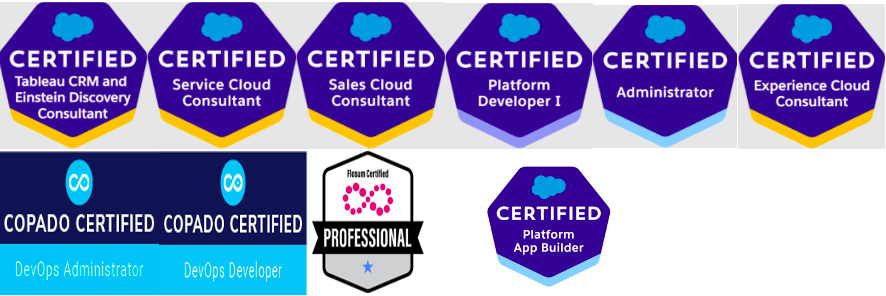 CERTIFIED
Tableau CRM and
Einstein Discovery
Consultant
CERTIFIED
Service Cloud
Consultant
CERTIFIED
Sales Cloud
Consultant
CERTIFIED
Platform
Developer I
CERTIFIED
Administrator
CERTIFIED
Experience Cloud
Consultant
COPADO CERTIFIED
DevOps Administrator
COPADO CERTIFIED
DevOps Developer
Flosum Certified
PROFESSIONAL
CERTIFIED
Platform
App Builder